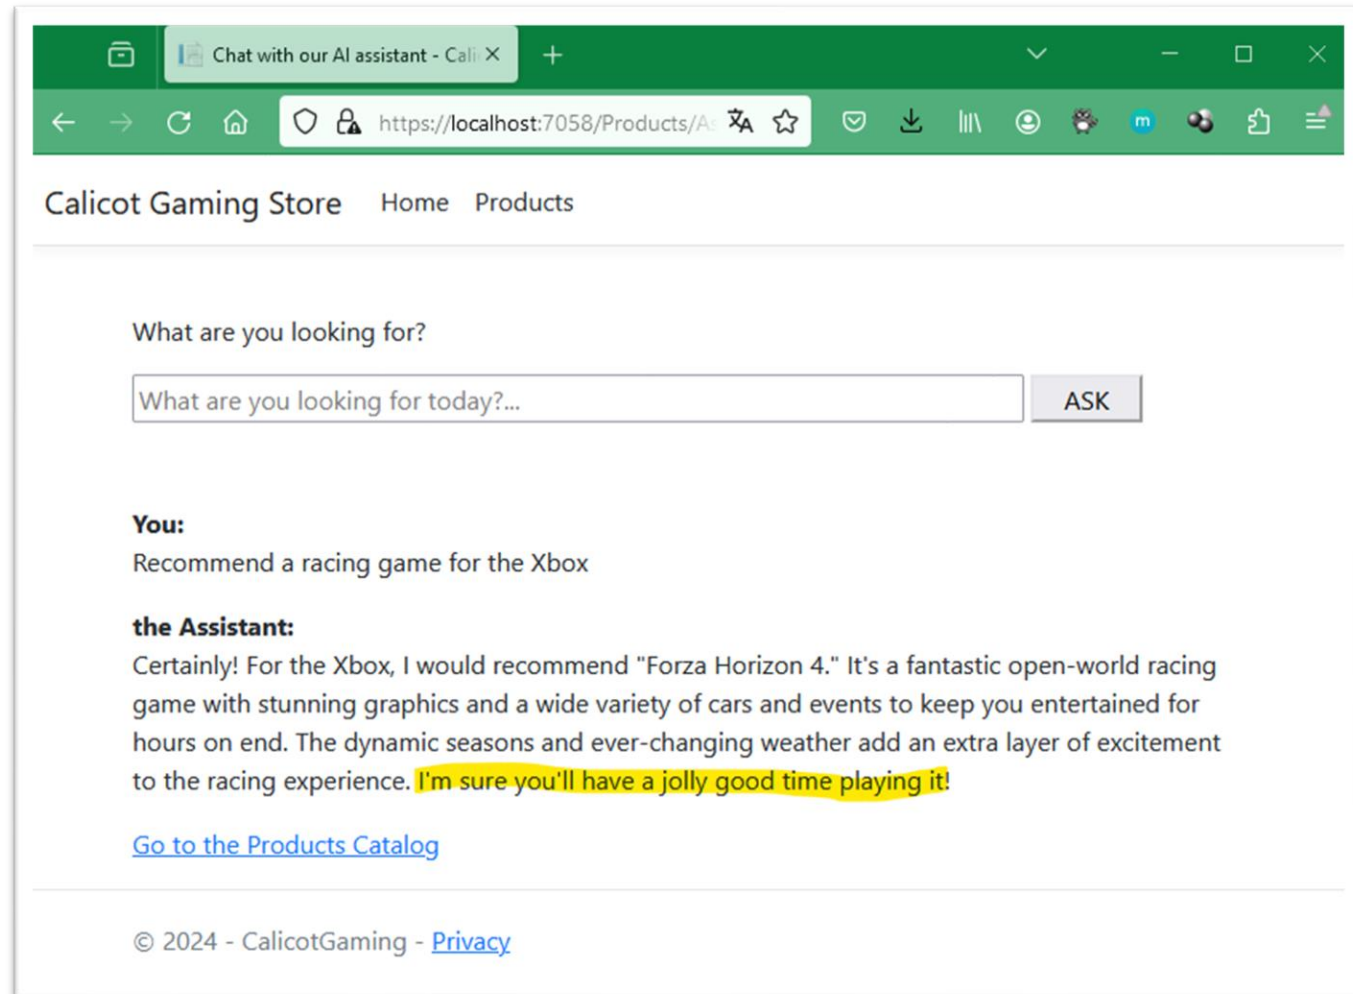 Chat with our AI assistant - Cali
https://localhost:7058/Products/As
Calicot Gaming Store Home Products
What are you looking for?
What are you looking for today?... ASK
You:
Recommend a racing game for the Xbox
the Assistant:
Certainly! For the Xbox, I would recommend "Forza Horizon 4." It's a fantastic open-world racing
game with stunning graphics and a wide variety of cars and events to keep you entertained for
hours on end. The dynamic seasons and ever-changing weather add an extra layer of excitement
to the racing experience. I'm sure you'll have a jolly good time playing it!
Go to the Products Catalog
© 2024 - CalicotGaming - Privacy